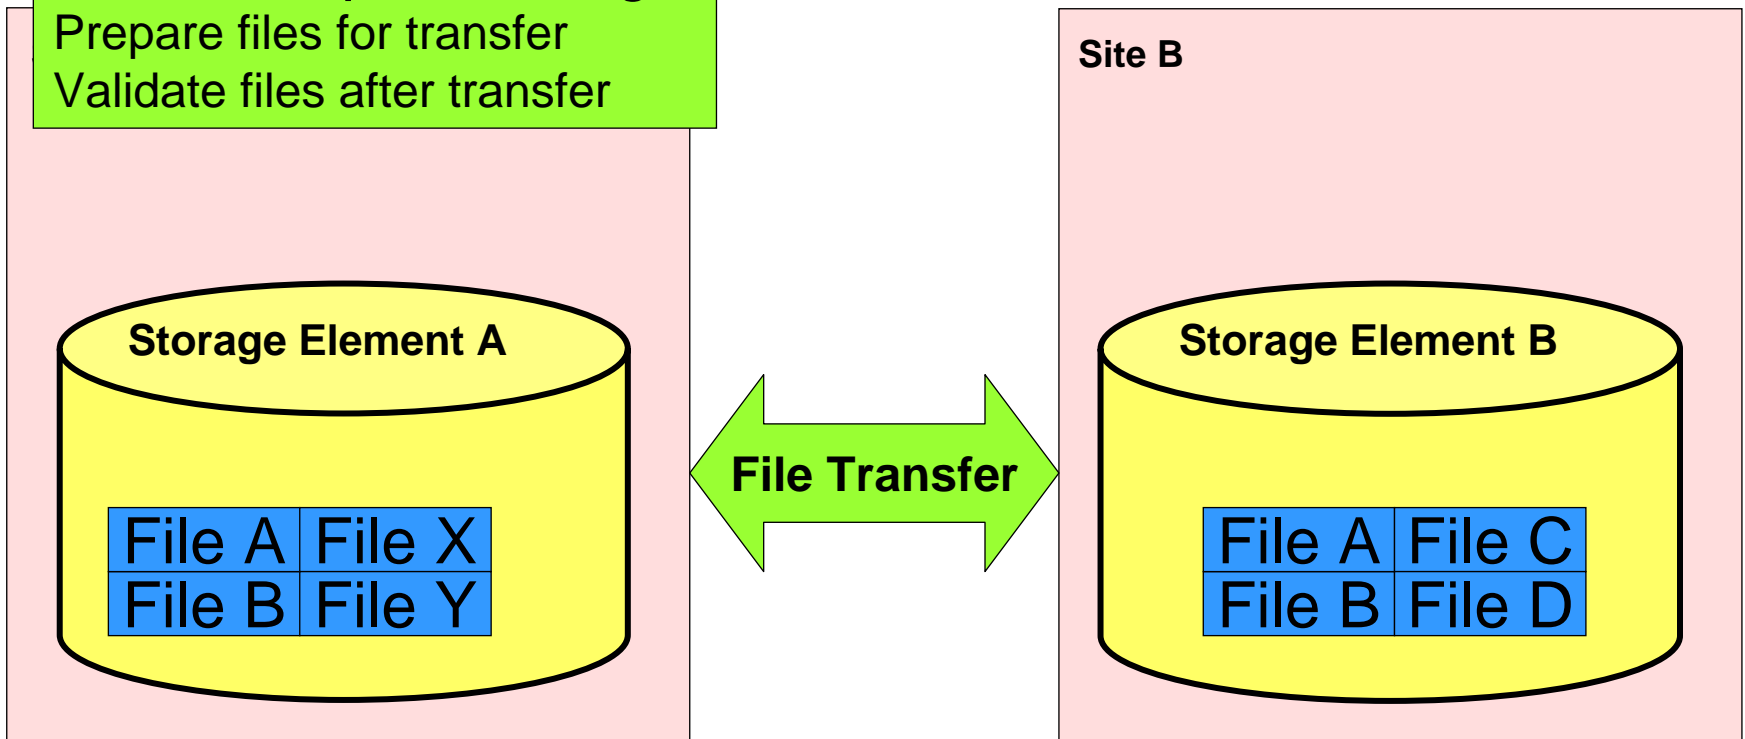 Prepare files for transfer
Validate files after transfer
Site B
Storage Element A
Storage Element B
File Transfer
File A File X
File B File Y
File A File C
File B File D